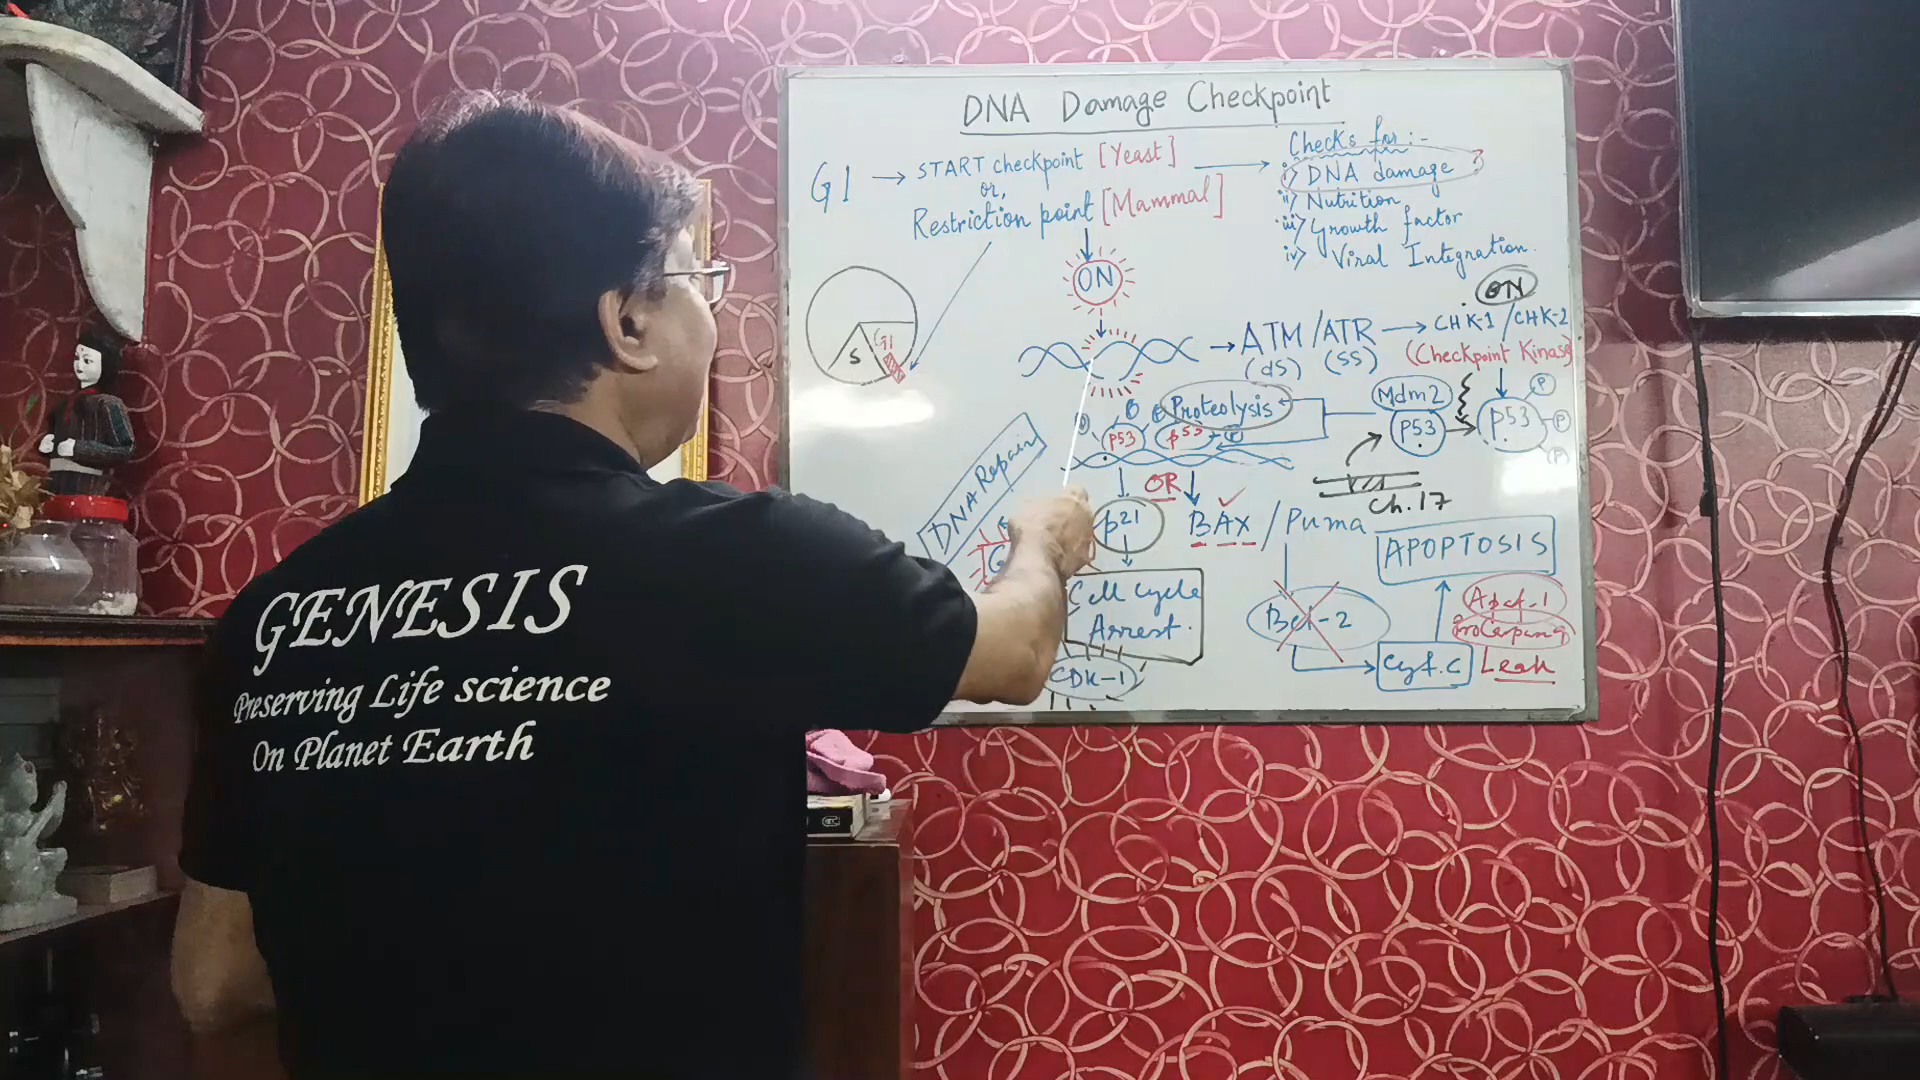 DNA Damage Checkpoint
G1 → START checkpoint [Yeast] →
or,
Restriction point [Mammal]
Checks for:-
i> DNA damage
ii> Nutrition
iii> Growth factor
iv> Viral Integration.
ON
G1
S
→ ATM/ATR → CHK-1/CHK-2
(dS) (SS)
(Checkpoint Kinase)
ON
Proteolysis
Mdm2
P53
P53
P
P
P
P53
P53
Ch.17
DNA Repair
OR
p21
BAX / Puma
APOPTOSIS
Cell Cycle
Arrest.
CDK-1
Bcl-2
Cyt.C Leak
Apaf-1
GENESIS
Preserving Life science
On Planet Earth